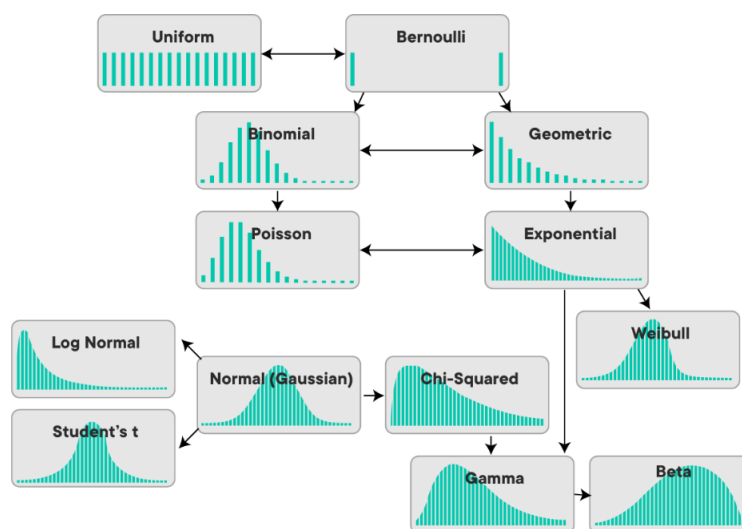 Uniform
Bernoulli
Binomial
Geometric
Poisson
Exponential
Log Normal
Weibull
Normal (Gaussian)
Chi-Squared
Student's t
Gamma
Beta